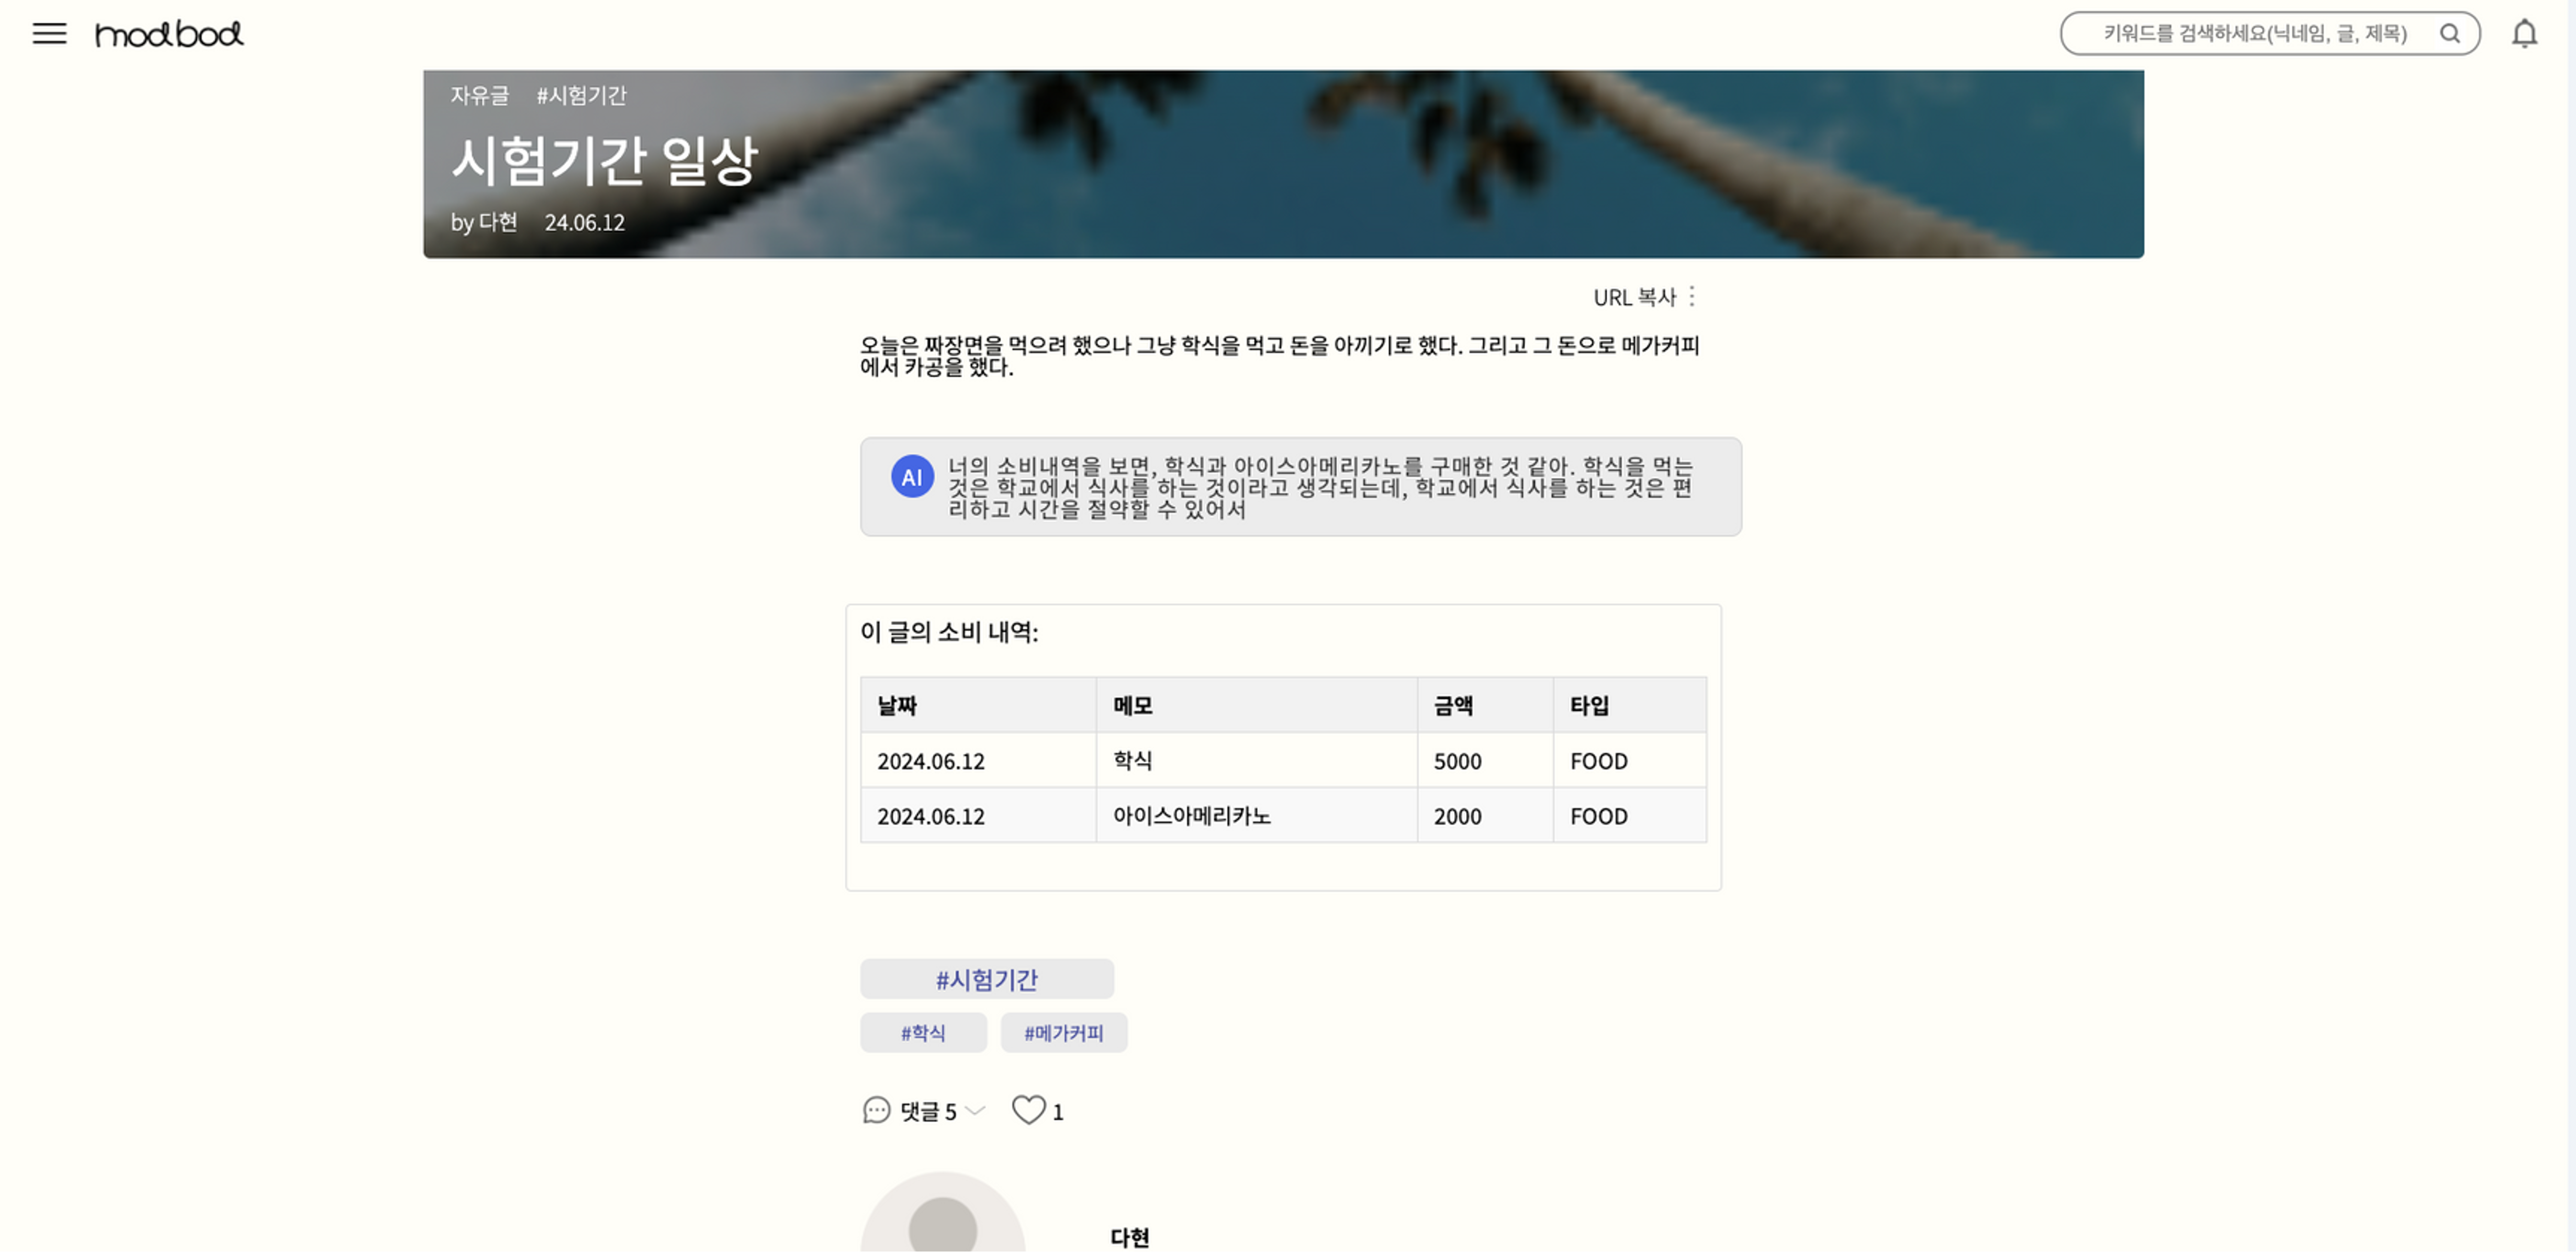 modbod
키워드를 검색하세요(닉네임, 글, 제목)
자유글 #시험기간
시험기간 일상
by 다현 24.06.12
URL 복사
오늘은 짜장면을 먹으려 했으나 그냥 학식을 먹고 돈을 아끼기로 했다. 그리고 그 돈으로 메가커피
에서 카공을 했다.
AI
너의 소비내역을 보면, 학식과 아이스아메리카노를 구매한 것 같아. 학식을 먹는
것은 학교에서 식사를 하는 것이라고 생각되는데, 학교에서 식사를 하는 것은 편
리하고 시간을 절약할 수 있어서
이 글의 소비 내역:
날짜 메모 금액 타입
2024.06.12 학식 5000 FOOD
2024.06.12 아이스아메리카노 2000 FOOD
#시험기간
#학식 #메가커피
댓글 5 1
다현